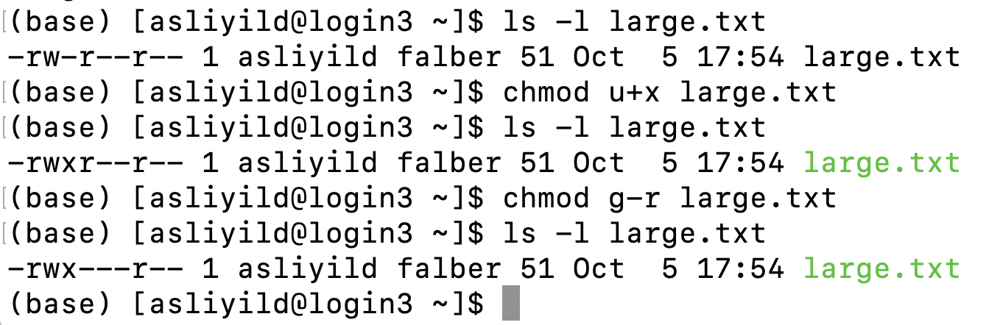 (base) [asliyild@login3 ~]$ ls -l large.txt
-rw-r--r-- 1 asliyild falber 51 Oct  5 17:54 large.txt
(base) [asliyild@login3 ~]$ chmod u+x large.txt
(base) [asliyild@login3 ~]$ ls -l large.txt
-rwxr--r-- 1 asliyild falber 51 Oct  5 17:54 large.txt
(base) [asliyild@login3 ~]$ chmod g-r large.txt
(base) [asliyild@login3 ~]$ ls -l large.txt
-rwx---r-- 1 asliyild falber 51 Oct  5 17:54 large.txt
(base) [asliyild@login3 ~]$